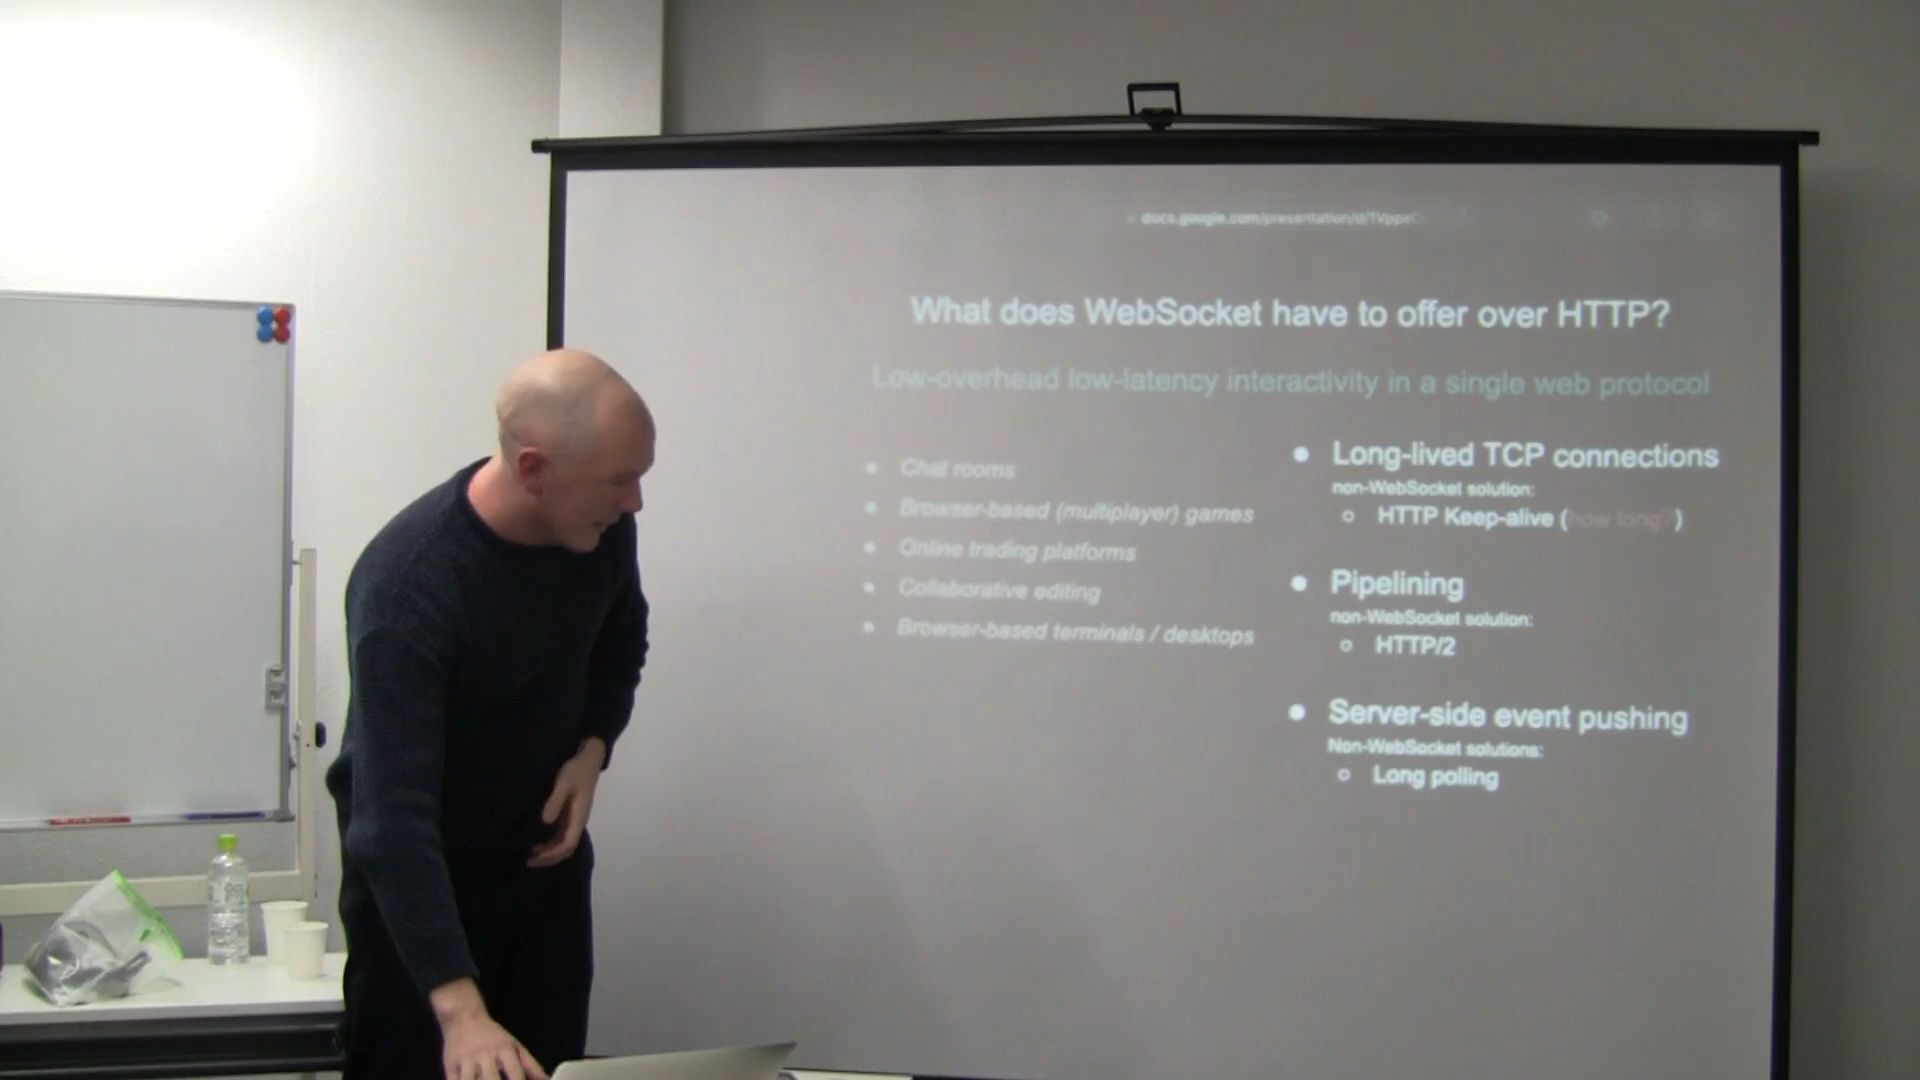 docs.google.com/presentation/d/1Vppe
What does WebSocket have to offer over HTTP?
Low-overhead low-latency interactivity in a single web protocol
● Chat rooms
● Browser-based (multiplayer) games
● Online trading platforms
● Collaborative editing
● Browser-based terminals / desktops
● Long-lived TCP connections
non-WebSocket solution:
○ HTTP Keep-alive (how long?)
● Pipelining
non-WebSocket solution:
○ HTTP/2
● Server-side event pushing
Non-WebSocket solutions:
○ Long polling